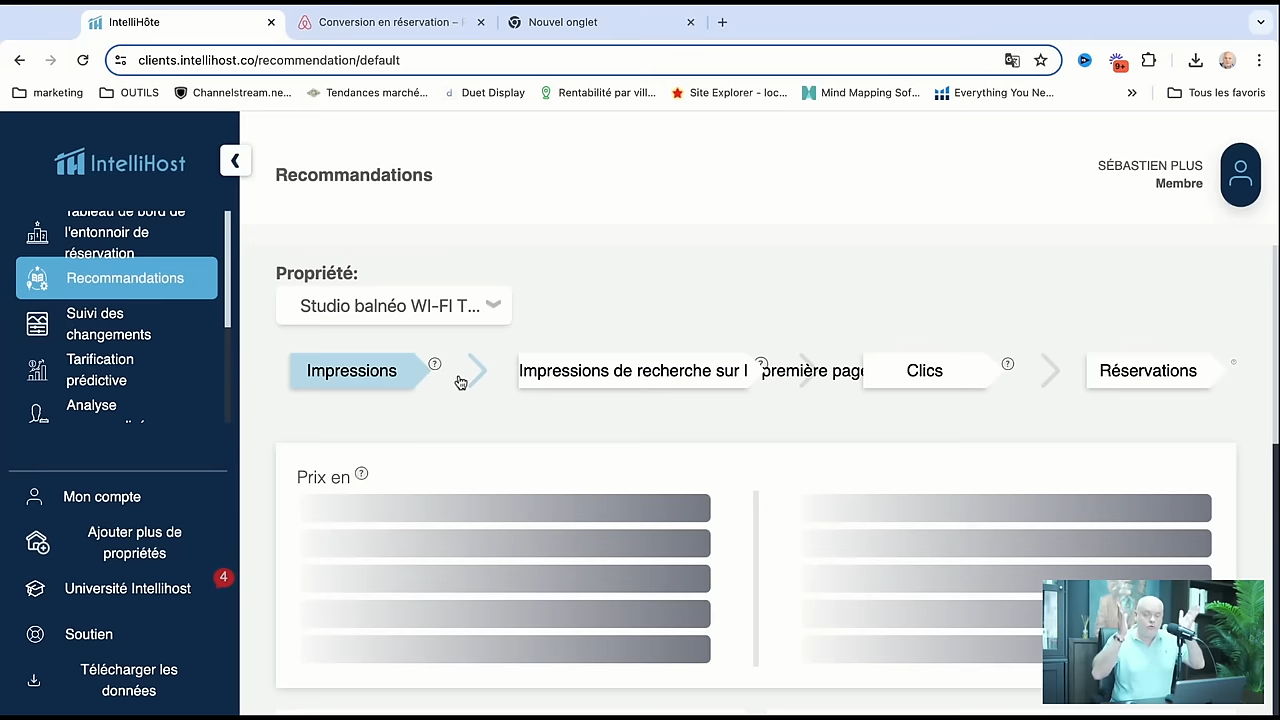 IntelliHôte
Conversion en réservation –
Nouvel onglet
clients.intellihost.co/recommendation/default
9+
marketing
OUTILS
Channelstream.ne...
Tendances marché...
Duet Display
Rentabilité par vill...
Site Explorer - loc...
Mind Mapping Sof...
Everything You Ne...
Tous les favoris
IntelliHost
Tableau de bord de
l'entonnoir de
réservation
Recommandations
Suivi des
changements
Tarification
prédictive
Analyse
Mon compte
Ajouter plus de
propriétés
Université Intellihost
4
Soutien
Télécharger les
données
Recommandations
SÉBASTIEN PLUS
Membre
Propriété:
Studio balnéo WI-FI T...
Impressions
Impressions de recherche sur l
première page
Clics
Réservations
Prix en